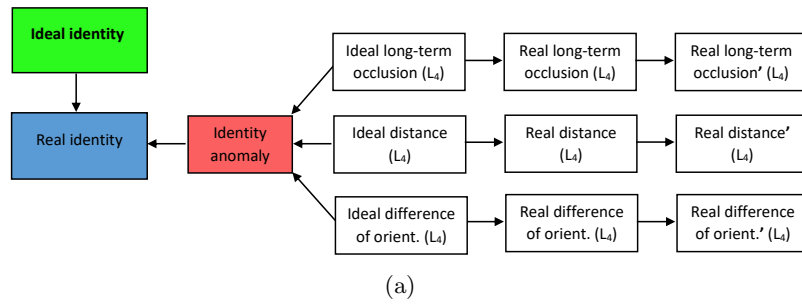 Ideal identity
Real identity
Identity
anomaly
Ideal long-term
occlusion (L₄)
Real long-term
occlusion (L₄)
Real long-term
occlusion' (L₄)
Ideal distance
(L₄)
Real distance
(L₄)
Real distance'
(L₄)
Ideal difference
of orient. (L₄)
Real difference
of orient. (L₄)
Real difference
of orient.' (L₄)
(a)